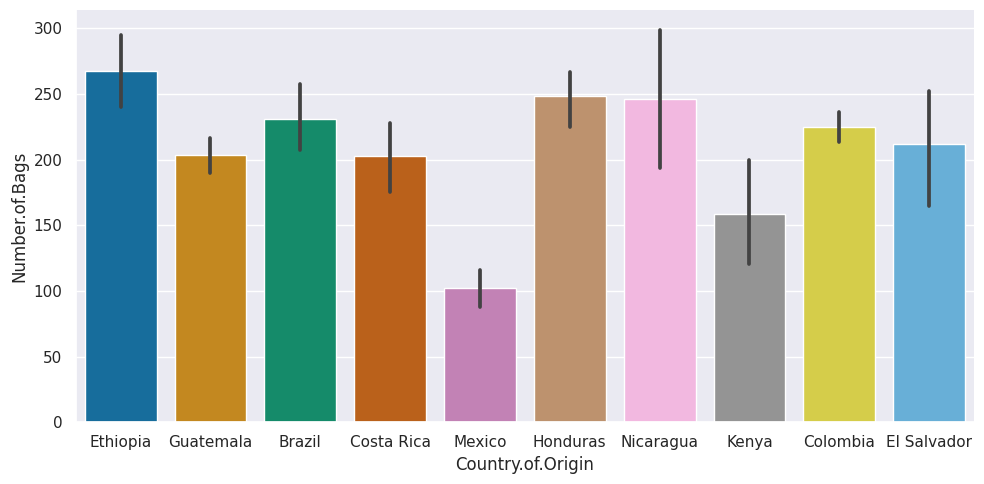 Number.of.Bags
300
250
200
150
100
50
0
Ethiopia Guatemala Brazil Costa Rica Mexico Honduras Nicaragua Kenya Colombia El Salvador
Country.of.Origin